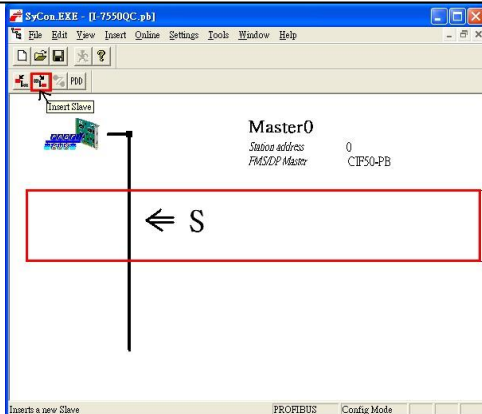 SyCon.EXE - [I-7550QC.pb]
File Edit View Insert Online Settings Tools Window Help
PDD
Insert Slave
Master0
Station address 0
FMS/DP Master CIF50-PB
S
Inserts a new Slave PROFIBUS Config Mode